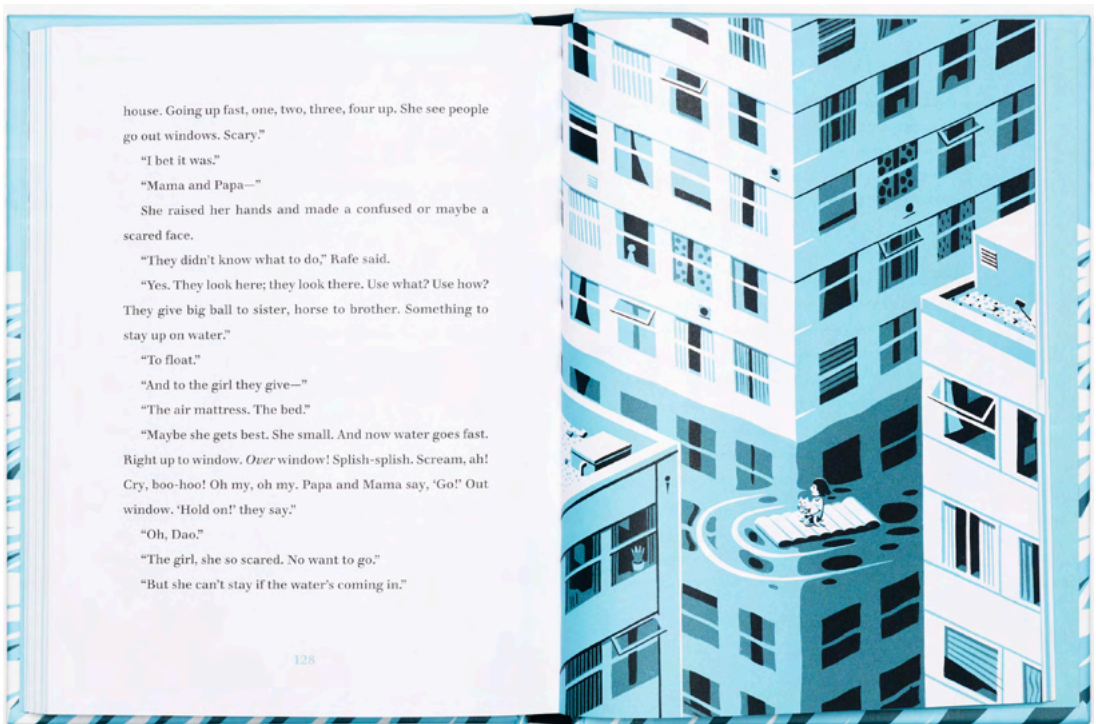 house. Going up fast, one, two, three, four up. She see people
go out windows. Scary.”
“I bet it was.”
“Mama and Papa—”
She raised her hands and made a confused or maybe a
scared face.
“They didn’t know what to do,” Rafe said.
“Yes. They look here; they look there. Use what? Use how?
They give big ball to sister, horse to brother. Something to
stay up on water.”
“To float.”
“And to the girl they give—”
“The air mattress. The bed.”
“Maybe she gets best. She small. And now water goes fast.
Right up to window. Over window! Splish-splish. Scream, ah!
Cry, boo-hoo! Oh my, oh my. Papa and Mama say, ‘Go!’ Out
window. ‘Hold on!’ they say.”
“Oh, Dao.”
“The girl, she so scared. No want to go.”
“But she can’t stay if the water’s coming in.”
128